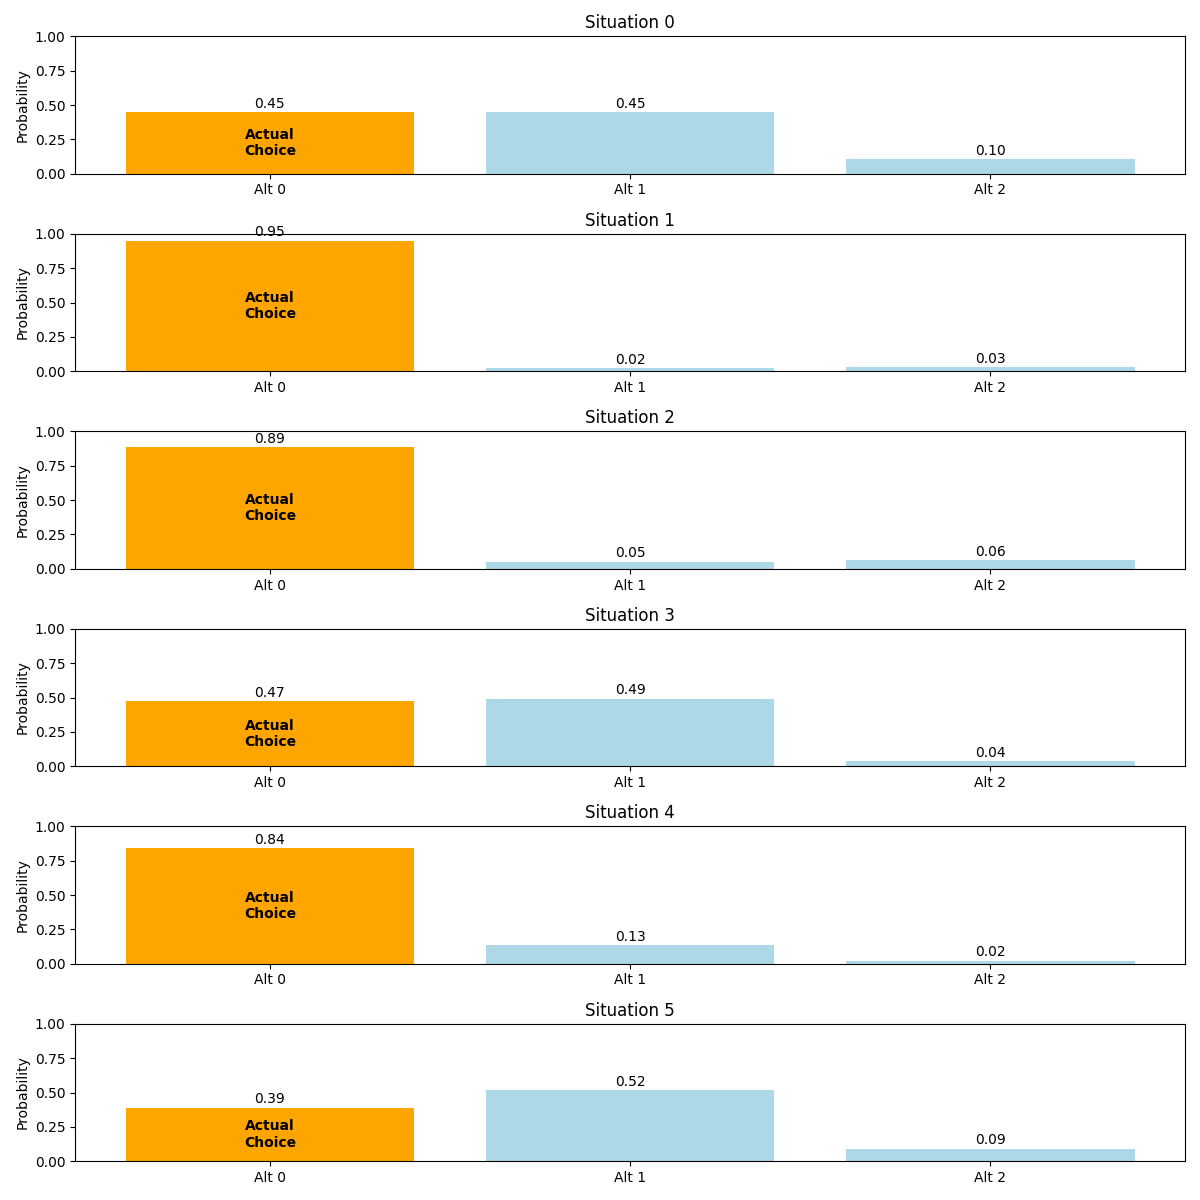 Situation 0
1.00
0.75
0.50
0.25
0.00
Probability
0.45
0.45
0.10
Actual
Choice
Alt 0
Alt 1
Alt 2
Situation 1
1.00
0.75
0.50
0.25
0.00
Probability
0.95
0.02
0.03
Actual
Choice
Alt 0
Alt 1
Alt 2
Situation 2
1.00
0.75
0.50
0.25
0.00
Probability
0.89
0.05
0.06
Actual
Choice
Alt 0
Alt 1
Alt 2
Situation 3
1.00
0.75
0.50
0.25
0.00
Probability
0.47
0.49
0.04
Actual
Choice
Alt 0
Alt 1
Alt 2
Situation 4
1.00
0.75
0.50
0.25
0.00
Probability
0.84
0.13
0.02
Actual
Choice
Alt 0
Alt 1
Alt 2
Situation 5
1.00
0.75
0.50
0.25
0.00
Probability
0.39
0.52
0.09
Actual
Choice
Alt 0
Alt 1
Alt 2